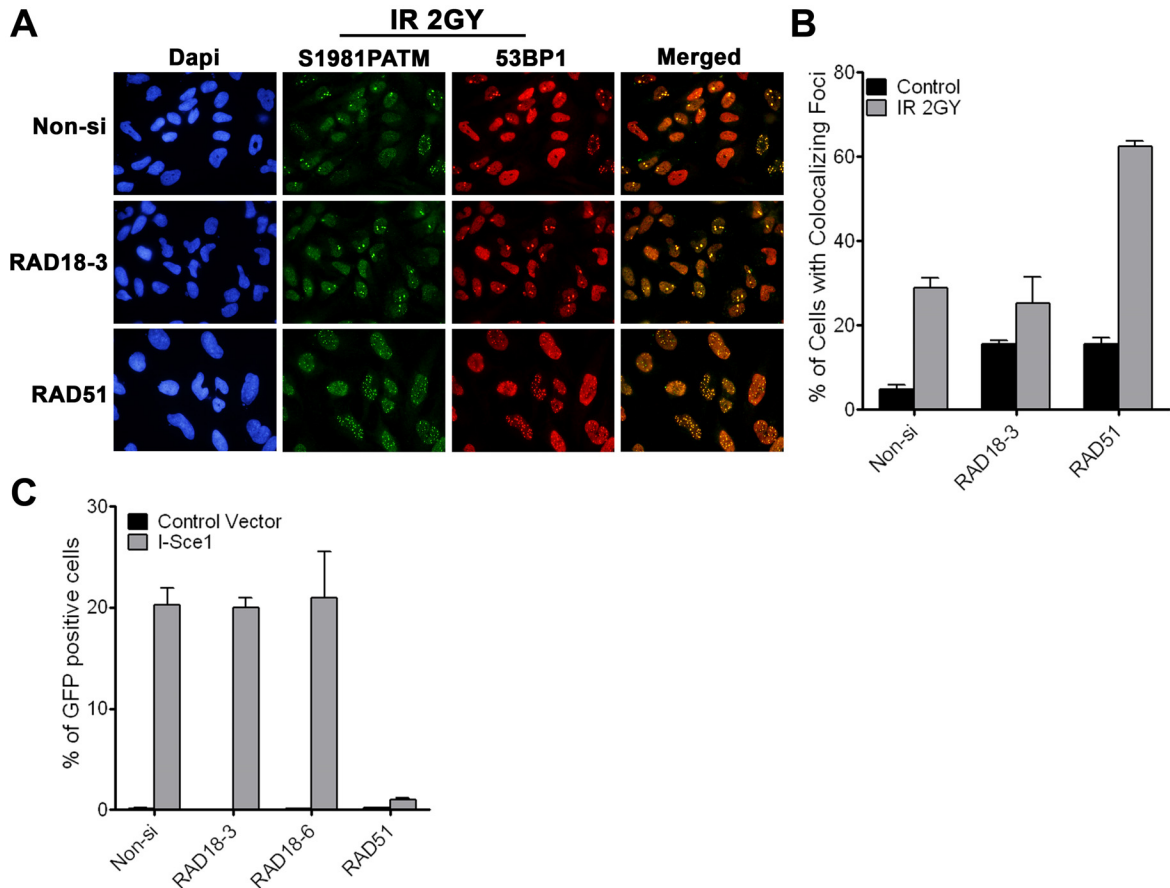 A
IR 2GY
Dapi S1981PATM 53BP1 Merged
Non-si
RAD18-3
RAD51
B
% of Cells with Colocalizing Foci
80
60
40
20
0
Control
IR 2GY
Non-si RAD18-3 RAD51
C
% of GFP positive cells
30
20
10
0
Control Vector
I-Sce1
Non-si RAD18-3 RAD18-6 RAD51